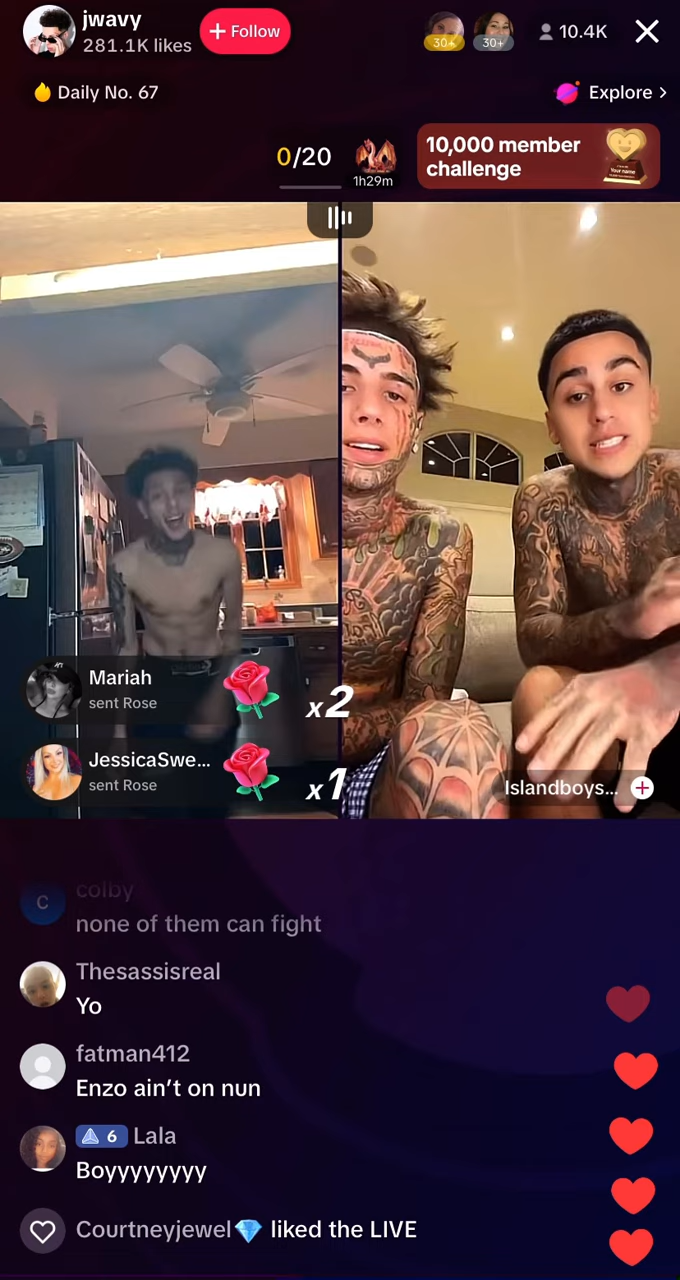 jwavy
281.1K likes
+ Follow
30+
30+
10.4K
Daily No. 67
Explore >
0/20
1h29m
10,000 member
challenge
Mariah
sent Rose
x2
JessicaSwe...
sent Rose
x1
Islandboys...
colby
C
none of them can fight
Thesassisreal
Yo
fatman412
Enzo ain't on nun
6 Lala
Boyyyyyyyy
Courtneyjewel💎 liked the LIVE